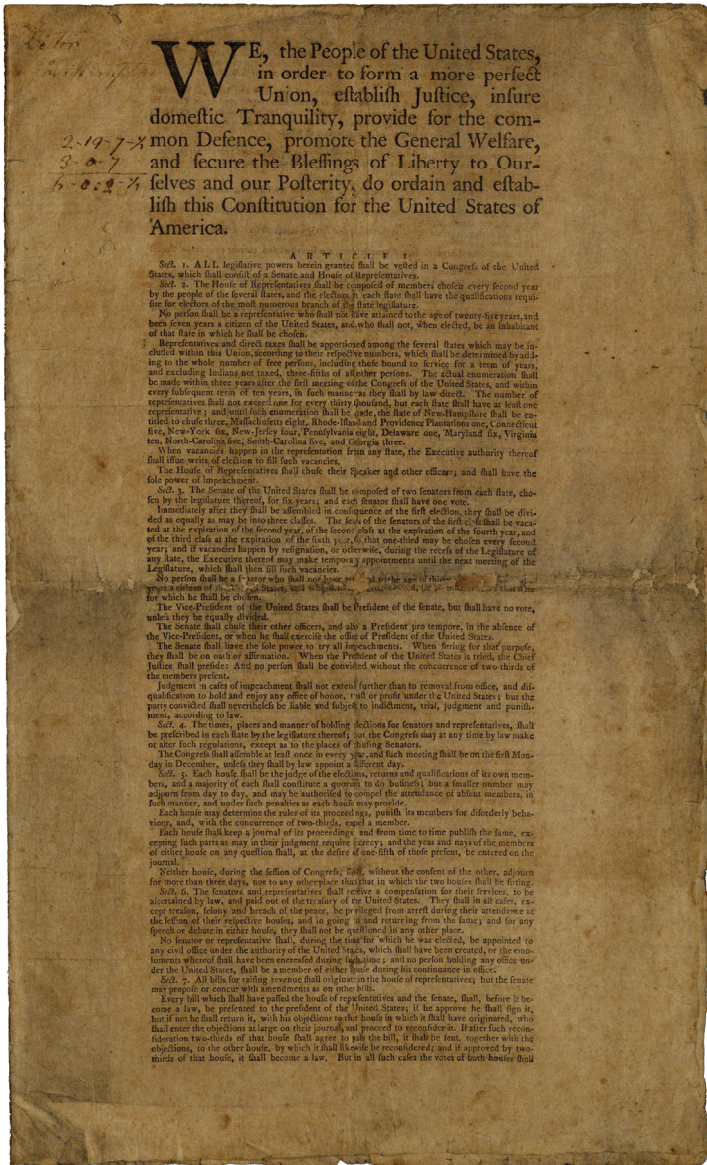 WE, the People of the United States,
in order to form a more perfect
Union, eſtabliſh Juſtice, inſure
domeſtic Tranquility, provide for the com-
2-19-7-½ mon Defence, promote the General Welfare,
3-0-7 and ſecure the Bleſſings of Liberty to Our-
ſelves and our Poſterity, do ordain and eſtab-
liſh this Conſtitution for the United States of
America.
ARTICLE I
Sect. 1. ALL legiſlative powers herein granted ſhall be veſted in a Congreſs of the United
States, which ſhall conſiſt of a Senate and Houſe of Repreſentatives.
Sect. 2. The Houſe of Repreſentatives ſhall be compoſed of members choſen every ſecond year
by the people of the ſeveral ſtates, and the electors in each ſtate ſhall have the qualifications requi-
ſite for electors of the moſt numerous branch of the ſtate legiſlature.
No perſon ſhall be a repreſentative who ſhall not have attained to the age of twenty-five years, and
been ſeven years a citizen of the United States, and who ſhall not, when elected, be an inhabitant
of that ſtate in which he ſhall be choſen.
Repreſentatives and direct taxes ſhall be apportioned among the ſeveral ſtates which may be in-
cluded within this Union, according to their reſpective numbers, which ſhall be determined by add-
ing to the whole number of free perſons, including thoſe bound to ſervice for a term of years,
and excluding Indians not taxed, three-fifths of all other perſons. The actual enumeration ſhall
be made within three years after the firſt meeting of the Congreſs of the United States, and within
every ſubſequent term of ten years, in ſuch manner as they ſhall by law direct. The number of
repreſentatives ſhall not exceed one for every thirty thouſand, but each ſtate ſhall have at leaſt one
repreſentative; and until ſuch enumeration ſhall be made, the ſtate of New-Hampſhire ſhall be en-
titled to chuſe three, Maſſachuſetts eight, Rhode-Iſland and Providence Plantations one, Connecticut
five, New-York ſix, New-Jerſey four, Pennſylvania eight, Delaware one, Maryland ſix, Virginia
ten, North-Carolina five, South-Carolina five, and Georgia three.
When vacancies happen in the repreſentation from any ſtate, the Executive authority thereof
ſhall iſſue writs of election to fill ſuch vacancies.
The Houſe of Repreſentatives ſhall chuſe their Speaker and other officers; and ſhall have the
ſole power of impeachment.
Sect. 3. The Senate of the United States ſhall be compoſed of two ſenators from each ſtate, cho-
ſen by the legiſlature thereof, for ſix years; and each ſenator ſhall have one vote.
Immediately after they ſhall be aſſembled in conſequence of the firſt election, they ſhall be divi-
ded as equally as may be into three claſſes. The ſeats of the ſenators of the firſt claſs ſhall be vaca-
ted at the expiration of the ſecond year, of the ſecond claſs at the expiration of the fourth year, and
of the third claſs at the expiration of the ſixth year, ſo that one-third may be choſen every ſecond
year; and if vacancies happen by reſignation, or otherwiſe, during the receſs of the Legiſlature of
any ſtate, the Executive thereof may make temporary appointments until the next meeting of the
Legiſlature, which ſhall then fill ſuch vacancies.
No perſon ſhall be a ſenator who ſhall not have to the age of
years a citizen of
for which he ſhall be choſen.
The Vice-Preſident of the United States ſhall be Preſident of the ſenate, but ſhall have no vote,
unleſs they be equally divided.
The Senate ſhall chuſe their other officers, and alſo a Preſident pro tempore, in the abſence of
the Vice-Preſident, or when he ſhall exerciſe the office of Preſident of the United States.
The Senate ſhall have the ſole power to try all impeachments. When ſitting for that purpoſe,
they ſhall be on oath or affirmation. When the Preſident of the United States is tried, the Chief
Juſtice ſhall preſide: And no perſon ſhall be convicted without the concurrence of two-thirds of
the members preſent.
Judgment in caſes of impeachment ſhall not extend further than to removal from office, and diſ-
qualification to hold and enjoy any office of honor, truſt or profit under the United States; but the
party convicted ſhall nevertheleſs be liable and ſubject to indictment, trial, judgment and puniſh-
ment, according to law.
Sect. 4. The times, places and manner of holding elections for ſenators and repreſentatives, ſhall
be preſcribed in each ſtate by the legiſlature thereof; but the Congreſs may at any time by law make
or alter ſuch regulations, except as to the places of chuſing Senators.
The Congreſs ſhall aſſemble at leaſt once in every year, and ſuch meeting ſhall be on the firſt Mon-
day in December, unleſs they ſhall by law appoint a different day.
Sect. 5. Each houſe ſhall be the judge of the elections, returns and qualifications of its own mem-
bers, and a majority of each ſhall conſtitute a quorum to do buſineſs; but a ſmaller number may
adjourn from day to day, and may be authoriſed to compel the attendance of abſent members, in
ſuch manner, and under ſuch penalties as each houſe may provide.
Each houſe may determine the rules of its proceedings, puniſh its members for diſorderly beha-
viour, and, with the concurrence of two-thirds, expel a member.
Each houſe ſhall keep a journal of its proceedings and from time to time publiſh the ſame, ex-
cepting ſuch parts as may in their judgment require ſecrecy; and the yeas and nays of the members
of either houſe on any queſtion ſhall, at the deſire of one-fifth of thoſe preſent, be entered on the
journal.
Neither houſe, during the ſeſſion of Congreſs, ſhall, without the conſent of the other, adjourn
for more than three days, nor to any other place than that in which the two houſes ſhall be ſitting.
Sect. 6. The ſenators and repreſentatives ſhall receive a compenſation for their ſervices, to be
aſcertained by law, and paid out of the treaſury of the United States. They ſhall in all caſes, ex-
cept treaſon, felony and breach of the peace, be privileged from arreſt during their attendance at
the ſeſſion of their reſpective houſes, and in going to and returning from the ſame; and for any
ſpeech or debate in either houſe, they ſhall not be queſtioned in any other place.
No ſenator or repreſentative ſhall, during the time for which he was elected, be appointed to
any civil office under the authority of the United States, which ſhall have been created, or the emo-
luments whereof ſhall have been encreaſed during ſuch time; and no perſon holding any office un-
der the United States, ſhall be a member of either houſe during his continuance in office.
Sect. 7. All bills for raiſing revenue ſhall originate in the houſe of repreſentatives; but the ſenate
may propoſe or concur with amendments as on other bills.
Every bill which ſhall have paſſed the houſe of repreſentatives and the ſenate, ſhall, before it be-
come a law, be preſented to the preſident of the United States; if he approve he ſhall ſign it,
but if not he ſhall return it, with his objections to that houſe in which it ſhall have originated, who
ſhall enter the objections at large on their journal, and proceed to reconſider it. If after ſuch recon-
ſideration two-thirds of that houſe ſhall agree to paſs the bill, it ſhall be ſent, together with the
objections, to the other houſe, by which it ſhall likewiſe be reconſidered; and if approved by two-
thirds of that houſe, it ſhall become a law. But in all ſuch caſes the votes of both houſes ſhall